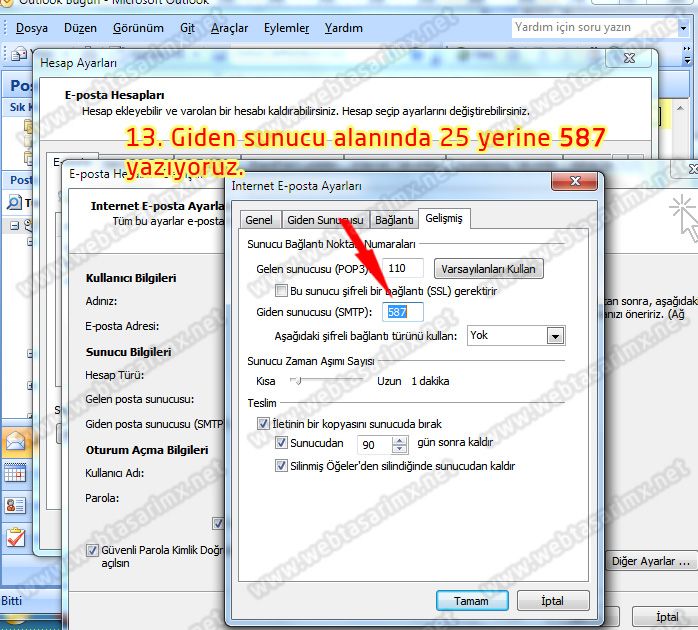 Outlook Bugün - Microsoft Outlook
Dosya Düzen Görünüm Git Araçlar Eylemler Yardım
Yardım için soru yazın
Hesap Ayarları
E-posta Hesapları
Hesap ekleyebilir ve varolan bir hesabı kaldırabilirsiniz. Hesap seçip ayarlarını değiştirebilirsiniz.
13. Giden sunucu alanında 25 yerine 587
yazıyoruz.
Internet E-posta Ayarları
Internet E-posta Ayarla
Tüm bu ayarlar e-posta
Kullanıcı Bilgileri
Adınız:
E-posta Adresi:
Sunucu Bilgileri
Hesap Türü:
Gelen posta sunucusu:
Giden posta sunucusu (SMTP
Oturum Açma Bilgileri
Kullanıcı Adı:
Parola:
Güvenli Parola Kimlik Doğr
açılsın
Genel Giden Sunucusu Bağlantı Gelişmiş
Sunucu Bağlantı Noktası Numaraları
Gelen sunucusu (POP3): 110 Varsayılanları Kullan
Bu sunucu şifreli bir bağlantı (SSL) gerektirir
Giden sunucusu (SMTP): 587
Aşağıdaki şifreli bağlantı türünü kullan: Yok
Sunucu Zaman Aşımı Sayısı
Kısa Uzun 1 dakika
Teslim
İletinin bir kopyasını sunucuda bırak
Sunucudan 90 gün sonra kaldır
Silinmiş Öğeler'den silindiğinde sunucudan kaldır
Tamam İptal
tan sonra, aşağıdak
nı öneririz. (Ağ
Diğer Ayarlar ...
İptal
Bitti
www.webtasarimx.net